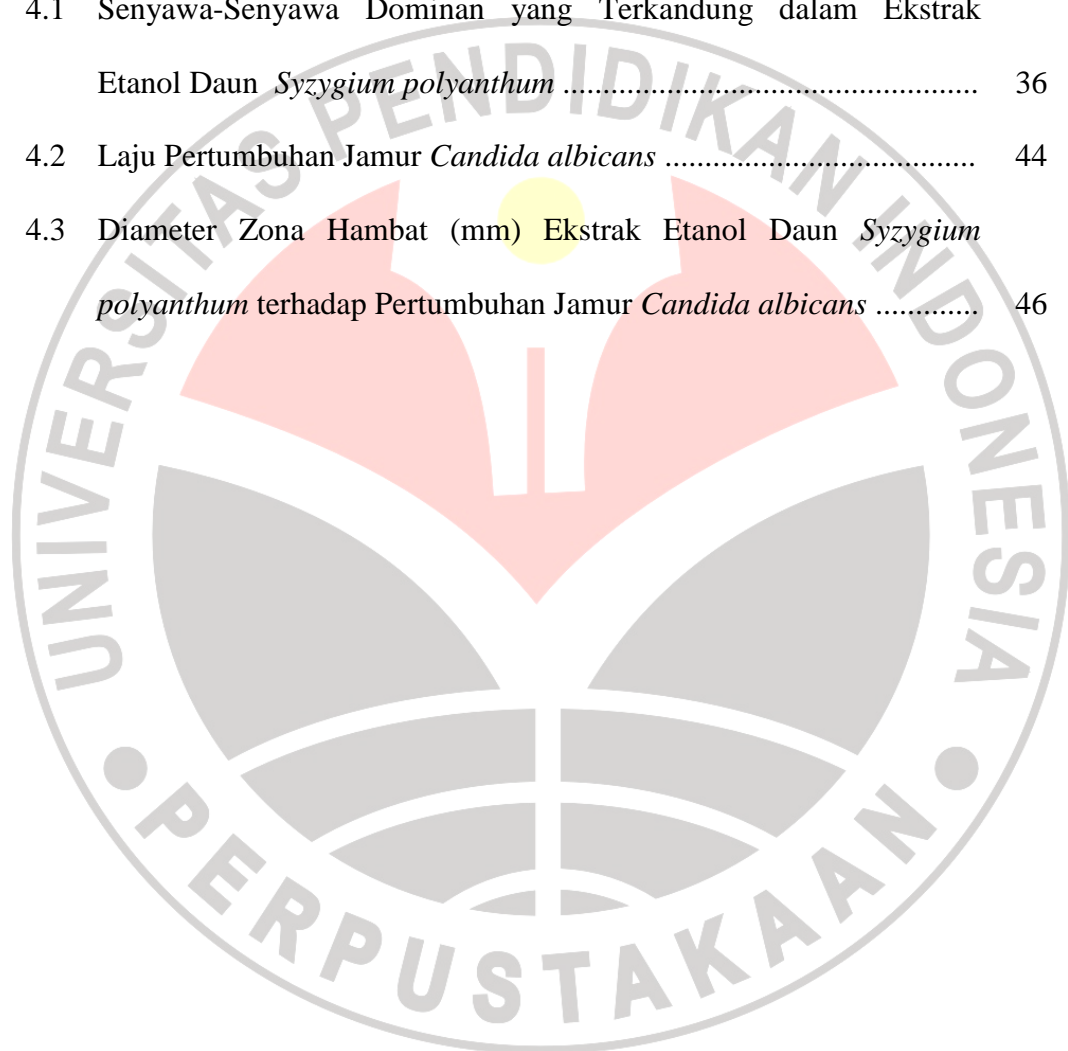 4.1 Senyawa-Senyawa Dominan yang Terkandung dalam Ekstrak
Etanol Daun Syzygium polyanthum ..................................................... 36
4.2 Laju Pertumbuhan Jamur Candida albicans ....................................... 44
4.3 Diameter Zona Hambat (mm) Ekstrak Etanol Daun Syzygium
polyanthum terhadap Pertumbuhan Jamur Candida albicans ............. 46
UNIVERSITAS PENDIDIKAN INDONESIA
PERPUSTAKAAN